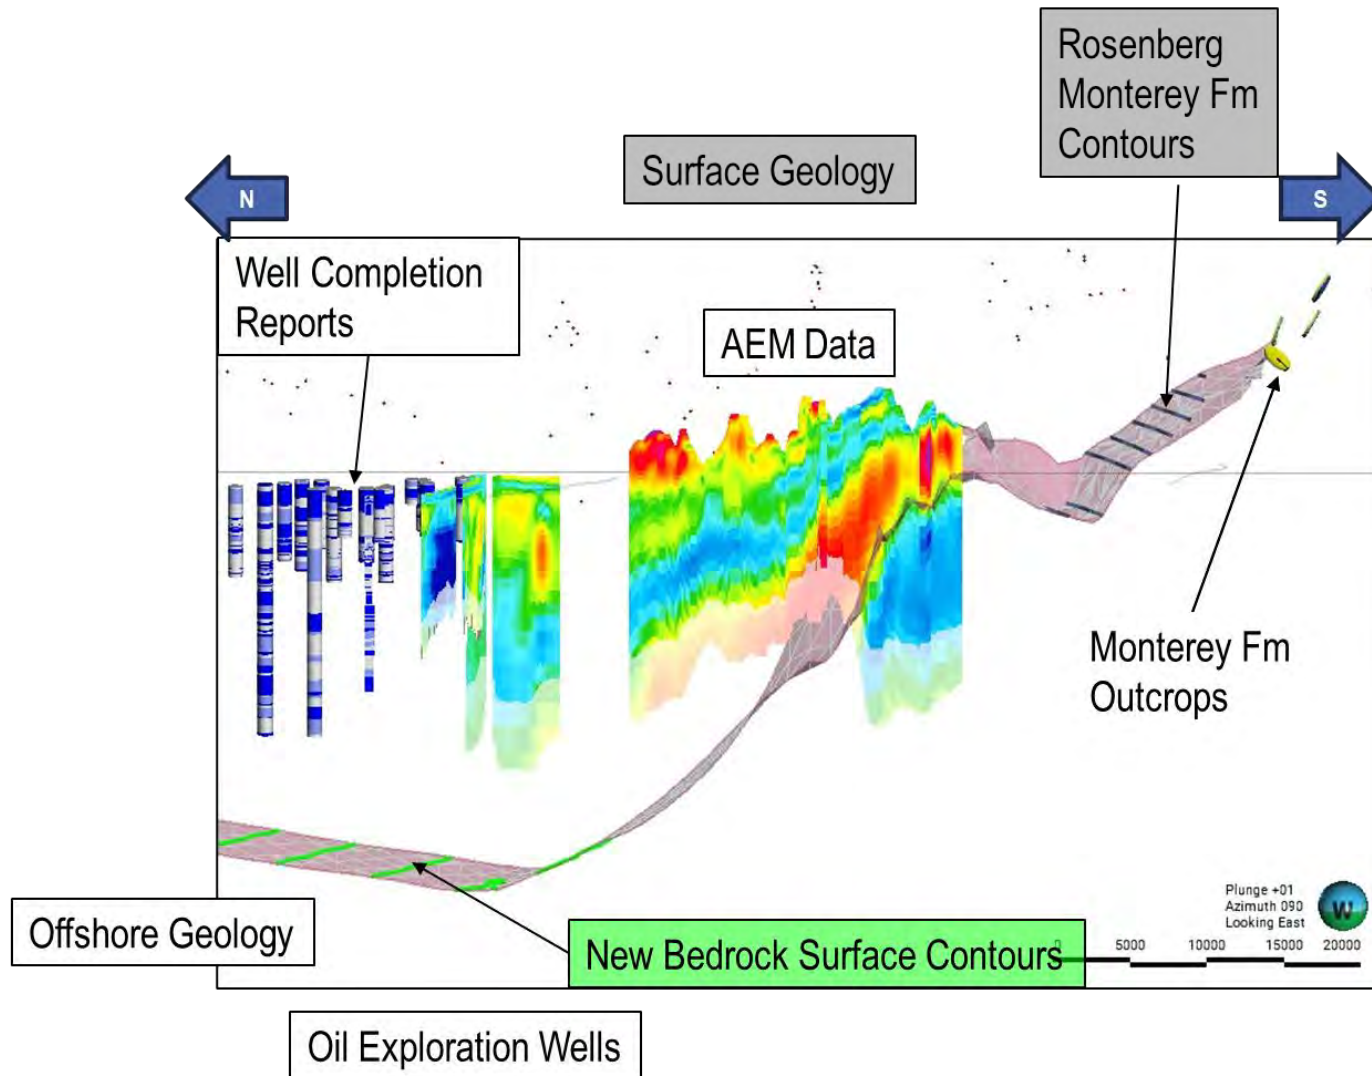 Rosenberg
Monterey Fm
Contours
Surface Geology
N
S
Well Completion
Reports
AEM Data
Monterey Fm
Outcrops
Plunge +01
Azimuth 090
Looking East
W
0 5000 10000 15000 20000
Offshore Geology
New Bedrock Surface Contours
Oil Exploration Wells